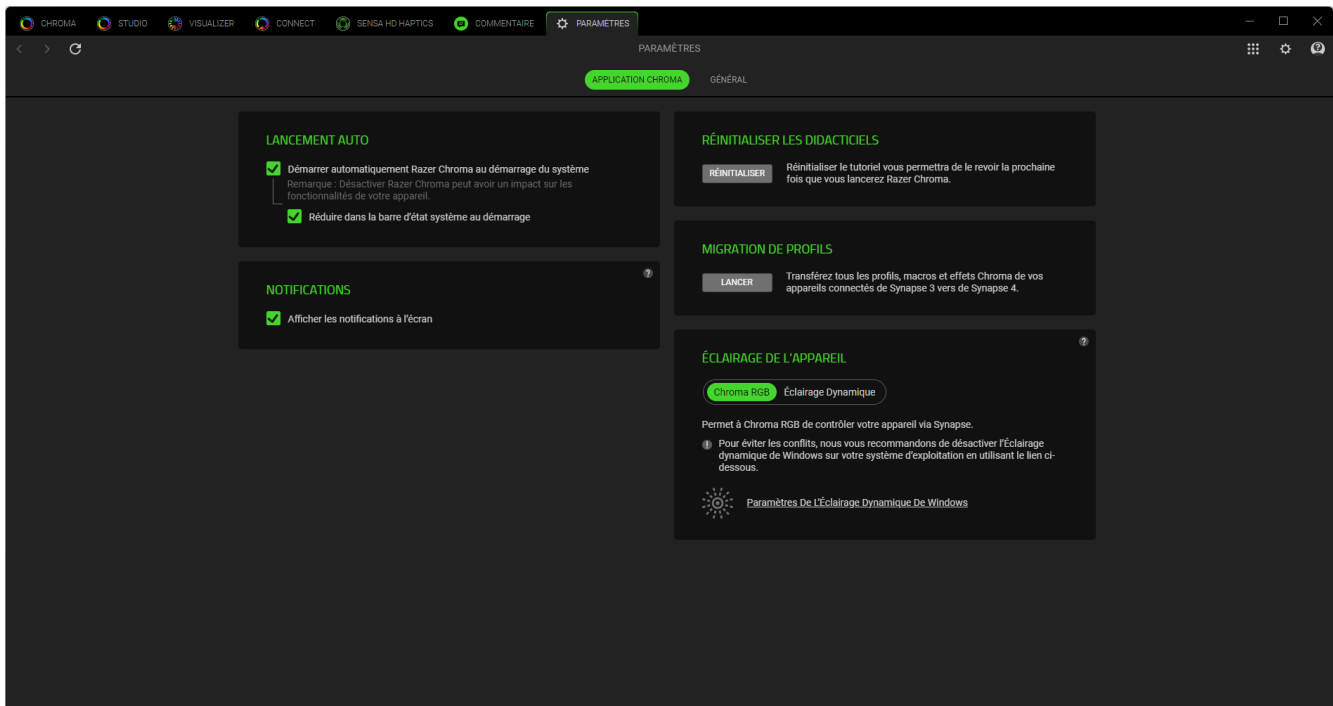 CHROMA
STUDIO
VISUALIZER
CONNECT
SENSA HD HAPTICS
COMMENTAIRE
PARAMÈTRES
PARAMÈTRES
APPLICATION CHROMA
GÉNÉRAL
LANCEMENT AUTO
Démarrer automatiquement Razer Chroma au démarrage du système
Remarque : Désactiver Razer Chroma peut avoir un impact sur les
fonctionnalités de votre appareil.
Réduire dans la barre d'état système au démarrage
NOTIFICATIONS
Afficher les notifications à l'écran
RÉINITIALISER LES DIDACTICIELS
RÉINITIALISER
Réinitialiser le tutoriel vous permettra de le revoir la prochaine
fois que vous lancerez Razer Chroma.
MIGRATION DE PROFILS
LANCER
Transférez tous les profils, macros et effets Chroma de vos
appareils connectés de Synapse 3 vers de Synapse 4.
ÉCLAIRAGE DE L'APPAREIL
Chroma RGB
Éclairage Dynamique
Permet à Chroma RGB de contrôler votre appareil via Synapse.
Pour éviter les conflits, nous vous recommandons de désactiver l'Éclairage
dynamique de Windows sur votre système d'exploitation en utilisant le lien ci-
dessous.
Paramètres De L'Éclairage Dynamique De Windows